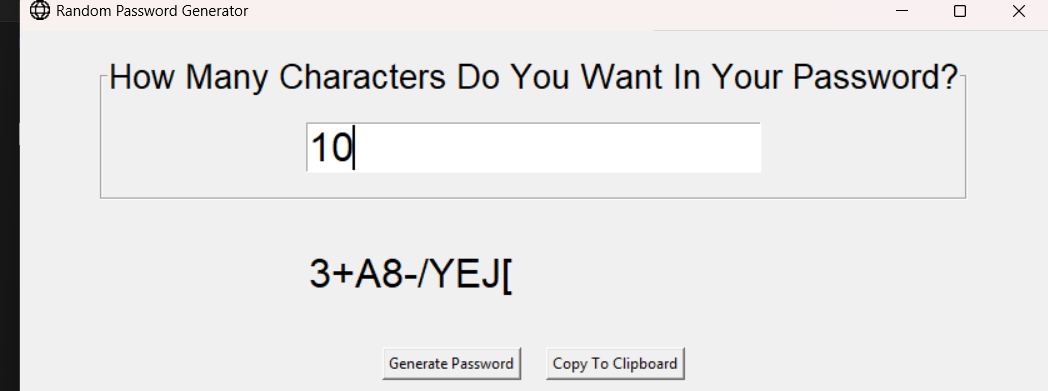 Random Password Generator
How Many Characters Do You Want In Your Password?
10
3+A8-/YEJ[
Generate Password
Copy To Clipboard